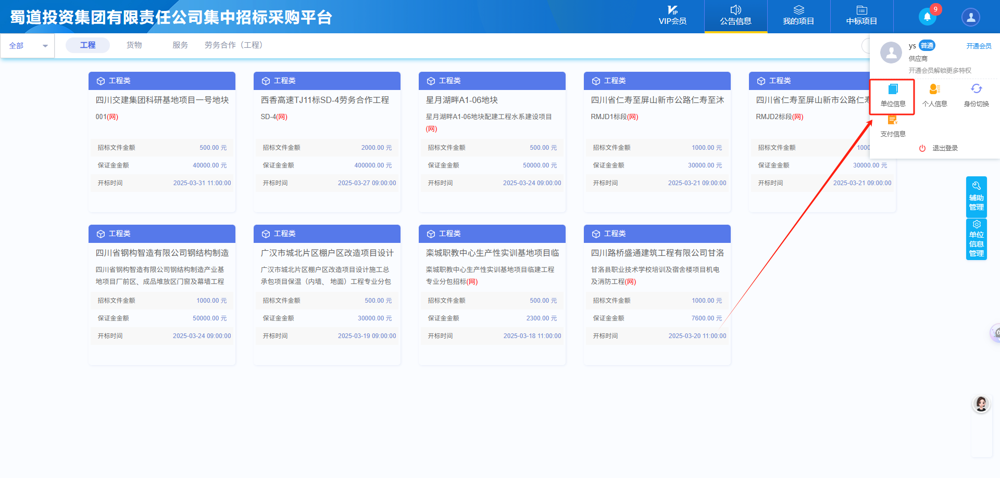 蜀道投资集团有限责任公司集中招标采购平台
VIP
VIP会员
公告信息
我的项目
中标项目
9
全部
工程
货物
服务
劳务合作（工程）
ys 普通
开通会员
供应商
开通会员解锁更多特权
单位信息
个人信息
身份切换
支付信息
退出登录
工程类
四川交建集团科研基地项目一号地块
001(网)
招标文件金额 500.00 元
保证金金额 40000.00 元
开标时间 2025-03-31 11:00:00
工程类
西香高速TJ11标SD-4劳务合作工程
SD-4(网)
招标文件金额 2000.00 元
保证金金额 400000.00 元
开标时间 2025-03-27 09:00:00
工程类
星月湖畔A1-06地块
星月湖畔A1-06地块配建工程水系建设项目
(网)
招标文件金额 500.00 元
保证金金额 50000.00 元
开标时间 2025-03-24 09:00:00
工程类
四川省仁寿至屏山新市公路仁寿至沐
RMJD1标段(网)
招标文件金额 1000.00 元
保证金金额 30000.00 元
开标时间 2025-03-21 09:00:00
工程类
四川省仁寿至屏山新市公路仁寿
RMJD2标段(网)
招标文件金额 1000
保证金金额 30000.00 元
开标时间 2025-03-21 09:00:00
辅助
管理
单位
信息
管理
工程类
四川省钢构智造有限公司钢结构制造
四川省钢构智造有限公司钢结构制造产业基
地项目厂前区、成品堆放区门窗及幕墙工程
招标文件金额 1000.00 元
保证金金额 50000.00 元
开标时间 2025-03-24 09:00:00
工程类
广汉市城北片区棚户区改造项目设计
广汉市城北片区棚户区改造项目设计施工总
承包项目保温（内墙、 地面）工程专业分包
招标文件金额 500.00 元
保证金金额 30000.00 元
开标时间 2025-03-19 09:00:00
工程类
栾城职教中心生产性实训基地项目临
栾城职教中心生产性实训基地项目临建工程
专业分包招标(网)
招标文件金额 500.00 元
保证金金额 2300.00 元
开标时间 2025-03-18 11:00:00
工程类
四川路桥盛通建筑工程有限公司甘洛
甘洛县职业技术学校培训及宿舍楼项目机电
及消防工程(网)
招标文件金额 1000.00 元
保证金金额 7600.00 元
开标时间 2025-03-20 11:00:00